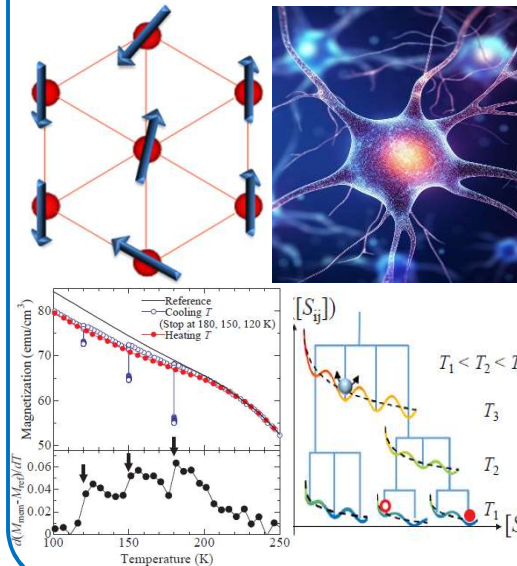 Reference
Cooling T
(Stop at 180, 150, 120 K)
Heating T
Magnetization (emu/cm³)
80
70
60
50
d(M_mem-M_ref)/dT
0.06
0.04
0.02
0.00
100
150
200
250
Temperature (K)
[S_ij]
T₁ < T₂ < T
T₃
T₂
T₁
[S